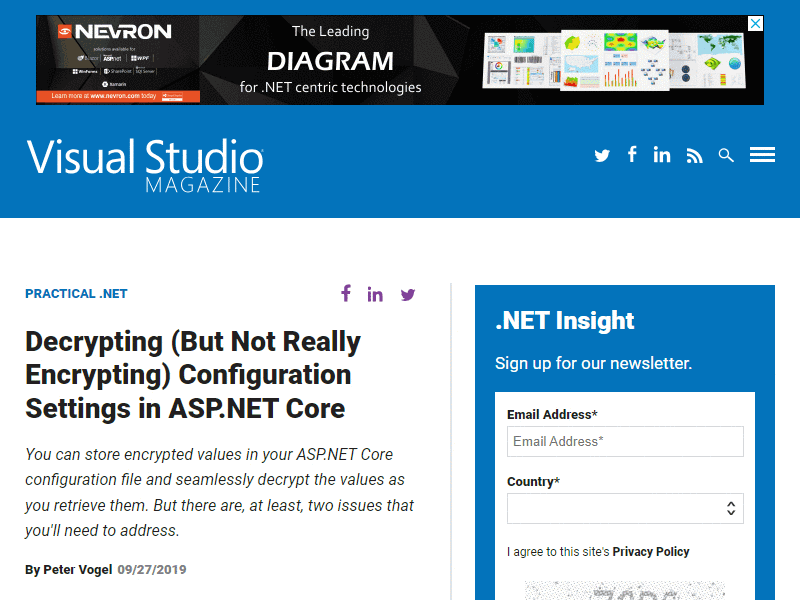 NEVRON
solutions available for
ASP.net
WPF
WinForms
SharePoint
SQL Server
Xamarin
Learn more at www.nevron.com today
The Leading
DIAGRAM
for .NET centric technologies
Visual Studio
MAGAZINE
PRACTICAL .NET
Decrypting (But Not Really
Encrypting) Configuration
Settings in ASP.NET Core
You can store encrypted values in your ASP.NET Core
configuration file and seamlessly decrypt the values as
you retrieve them. But there are, at least, two issues that
you'll need to address.
By Peter Vogel 09/27/2019
.NET Insight
Sign up for our newsletter.
Email Address*
Email Address*
Country*
I agree to this site's Privacy Policy